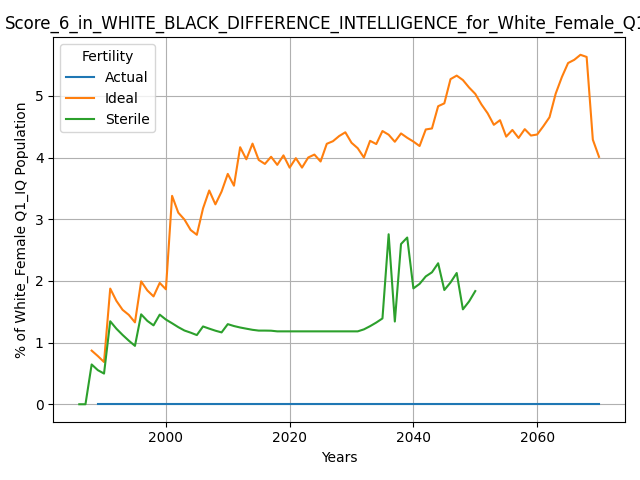 Score_6_in_WHITE_BLACK_DIFFERENCE_INTELLIGENCE_for_White_Female_Q1
Fertility
Actual
Ideal
Sterile
% of White_Female Q1_IQ Population
5
4
3
2
1
0
2000 2020 2040 2060
Years